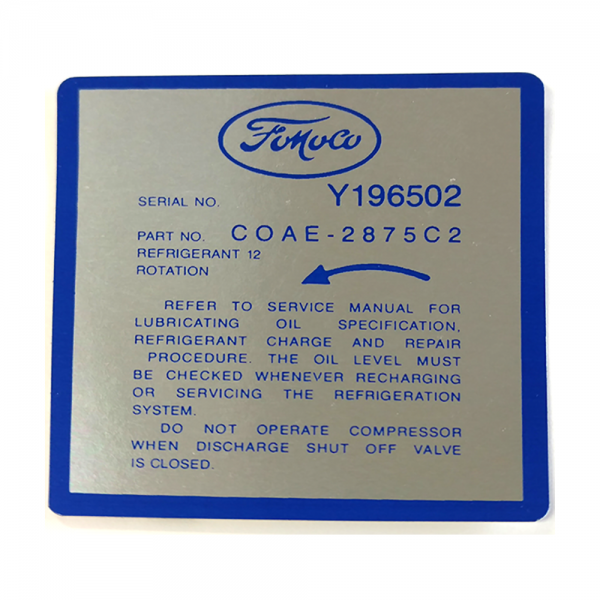 FoMoCo
SERIAL NO. Y196502
PART NO. COAE-2875C2
REFRIGERANT 12
ROTATION
REFER TO SERVICE MANUAL FOR
LUBRICATING OIL SPECIFICATION,
REFRIGERANT CHARGE AND REPAIR
PROCEDURE. THE OIL LEVEL MUST
BE CHECKED WHENEVER RECHARGING
OR SERVICING THE REFRIGERATION
SYSTEM.
DO NOT OPERATE COMPRESSOR
WHEN DISCHARGE SHUT OFF VALVE
IS CLOSED.